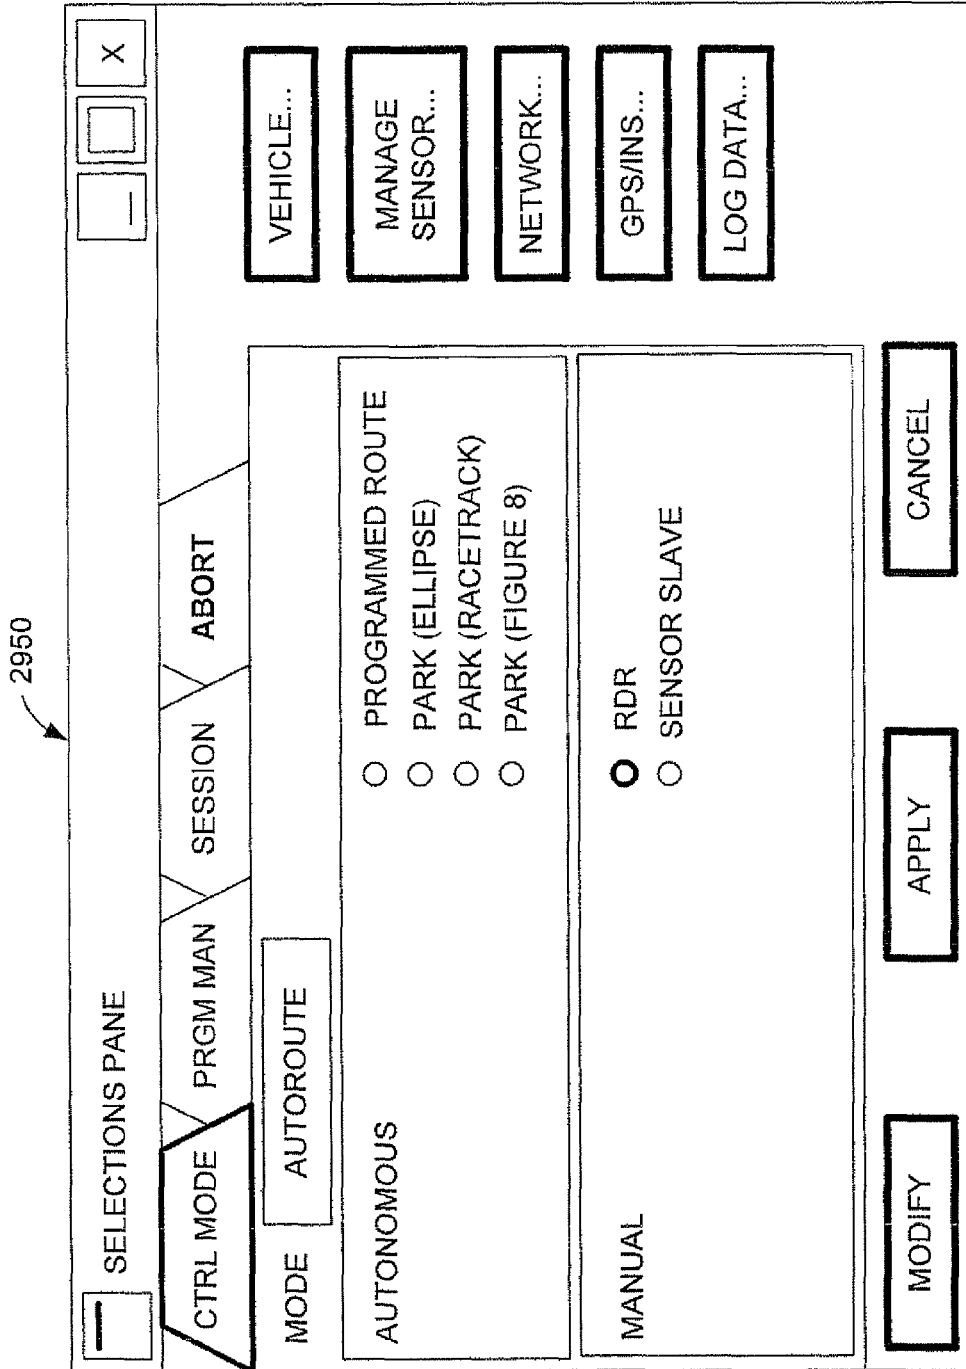 2950
SELECTIONS PANE
X
CTRL MODE
PRGM MAN
SESSION
ABORT
MODE
AUTOROUTE
AUTONOMOUS
PROGRAMMED ROUTE
PARK (ELLIPSE)
PARK (RACETRACK)
PARK (FIGURE 8)
MANUAL
RDR
SENSOR SLAVE
VEHICLE...
MANAGE
SENSOR...
NETWORK...
GPS/INS...
LOG DATA...
MODIFY
APPLY
CANCEL